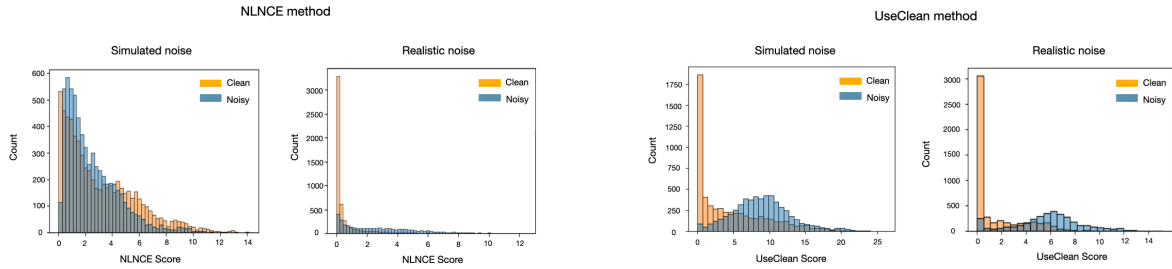 NLNCE method
Simulated noise
600
500
400
300
200
100
0
Count
Clean
Noisy
0 2 4 6 8 10 12 14
NLNCE Score
Realistic noise
3000
2500
2000
1500
1000
500
0
Count
Clean
Noisy
0 2 4 6 8 10 12
NLNCE Score
UseClean method
Simulated noise
1750
1500
1250
1000
750
500
250
0
Count
Clean
Noisy
0 5 10 15 20 25
UseClean Score
Realistic noise
3000
2500
2000
1500
1000
500
0
Count
Clean
Noisy
0 2 4 6 8 10 12 14
UseClean Score